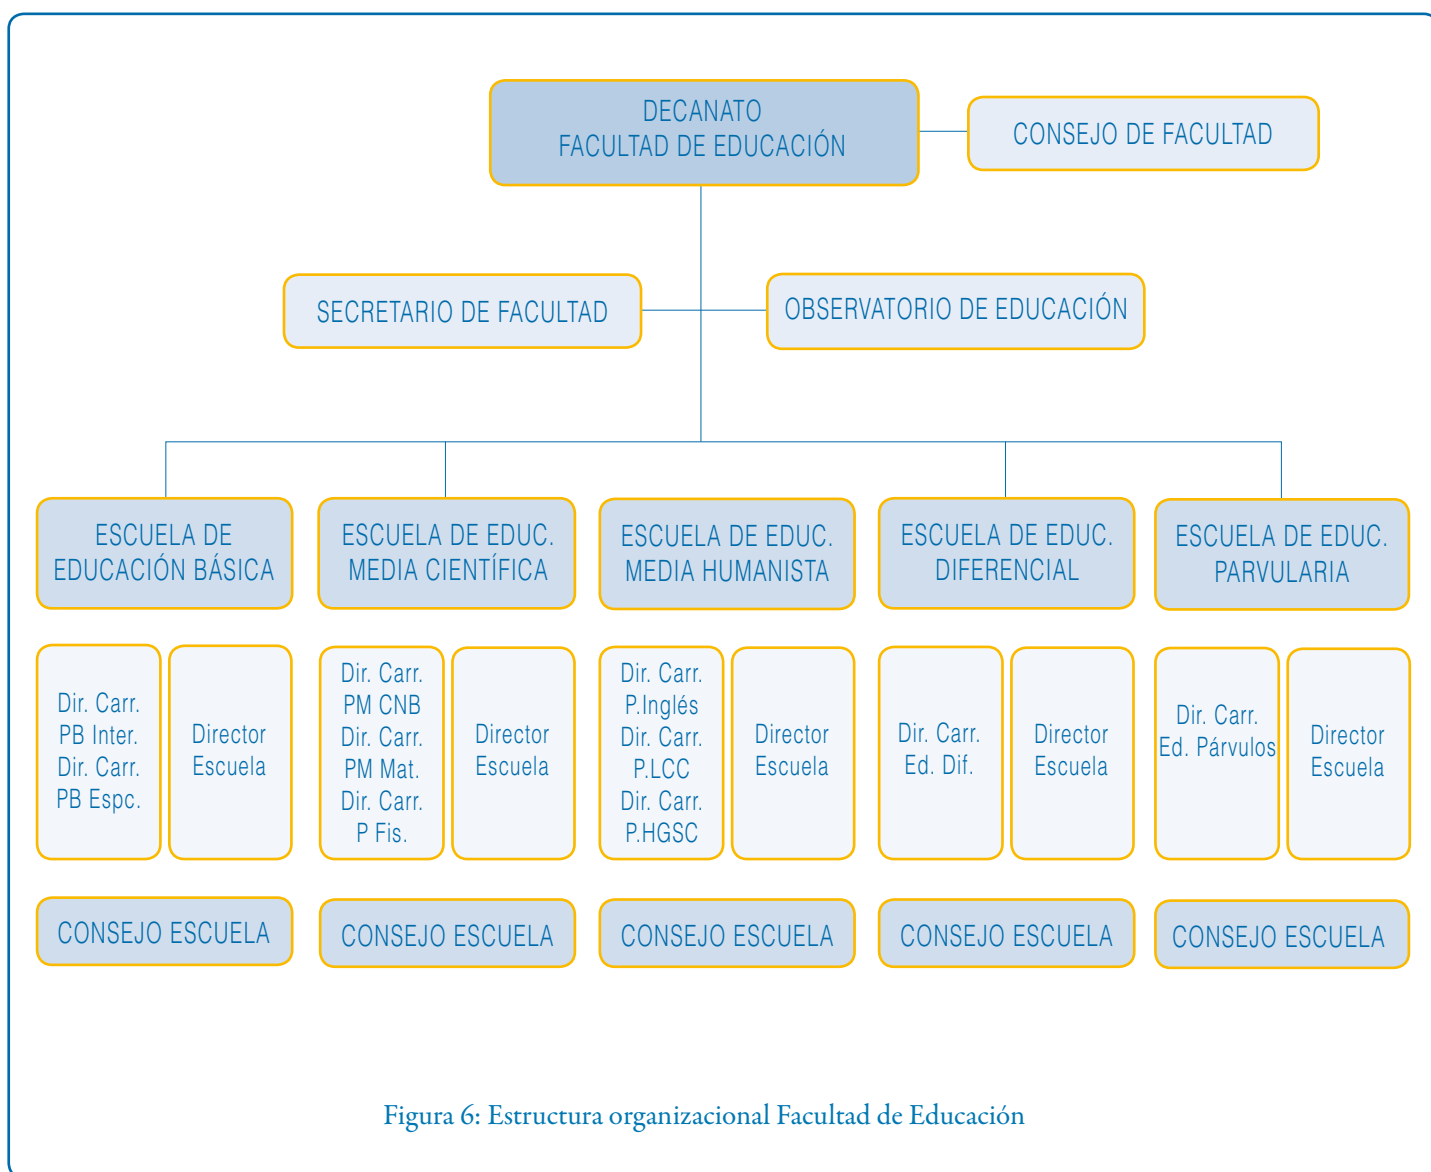 DECANATO
FACULTAD DE EDUCACIÓN
CONSEJO DE FACULTAD
SECRETARIO DE FACULTAD
OBSERVATORIO DE EDUCACIÓN
ESCUELA DE
EDUCACIÓN BÁSICA
ESCUELA DE EDUC.
MEDIA CIENTÍFICA
ESCUELA DE EDUC.
MEDIA HUMANISTA
ESCUELA DE EDUC.
DIFERENCIAL
ESCUELA DE EDUC.
PARVULARIA
Dir. Carr.
PB Inter.
Dir. Carr.
PB Espc.
Director
Escuela
Dir. Carr.
PM CNB
Dir. Carr.
PM Mat.
Dir. Carr.
P Fis.
Director
Escuela
Dir. Carr.
P.Inglés
Dir. Carr.
P.LCC
Dir. Carr.
P.HGSC
Director
Escuela
Dir. Carr.
Ed. Dif.
Director
Escuela
Dir. Carr.
Ed. Párvulos
Director
Escuela
CONSEJO ESCUELA
CONSEJO ESCUELA
CONSEJO ESCUELA
CONSEJO ESCUELA
CONSEJO ESCUELA
Figura 6: Estructura organizacional Facultad de Educación